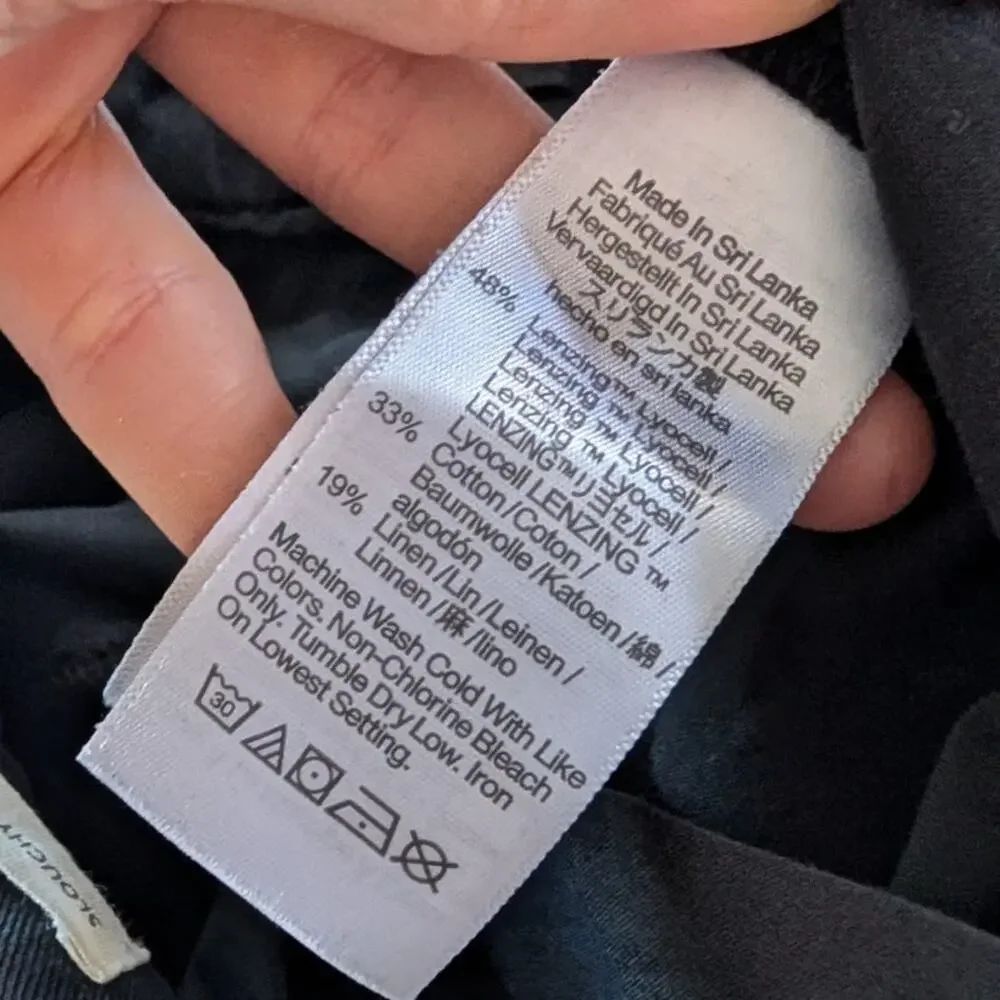 Made In Sri Lanka
Fabriqué Au Sri Lanka
Hergestellt In Sri Lanka
Vervaardigd In Sri Lanka
スリランカ製
hecho en sri lanka
48% Lenzing™ Lyocell /
Lenzing ™ Lyocell /
Lenzing ™ Lyocell /
Lenzing ™ Lyocell /
LENZING™リヨセル /
Lyocell LENZING ™
33% Cotton / Coton /
Baumwolle / Katoen / 綿 /
algodón
19% Linen / Lin / Leinen /
Linnen / 麻 / lino
Machine Wash Cold With Like
Colors. Non-Chlorine Bleach
Only. Tumble Dry Low. Iron
On Lowest Setting.
30
SLOUCHY